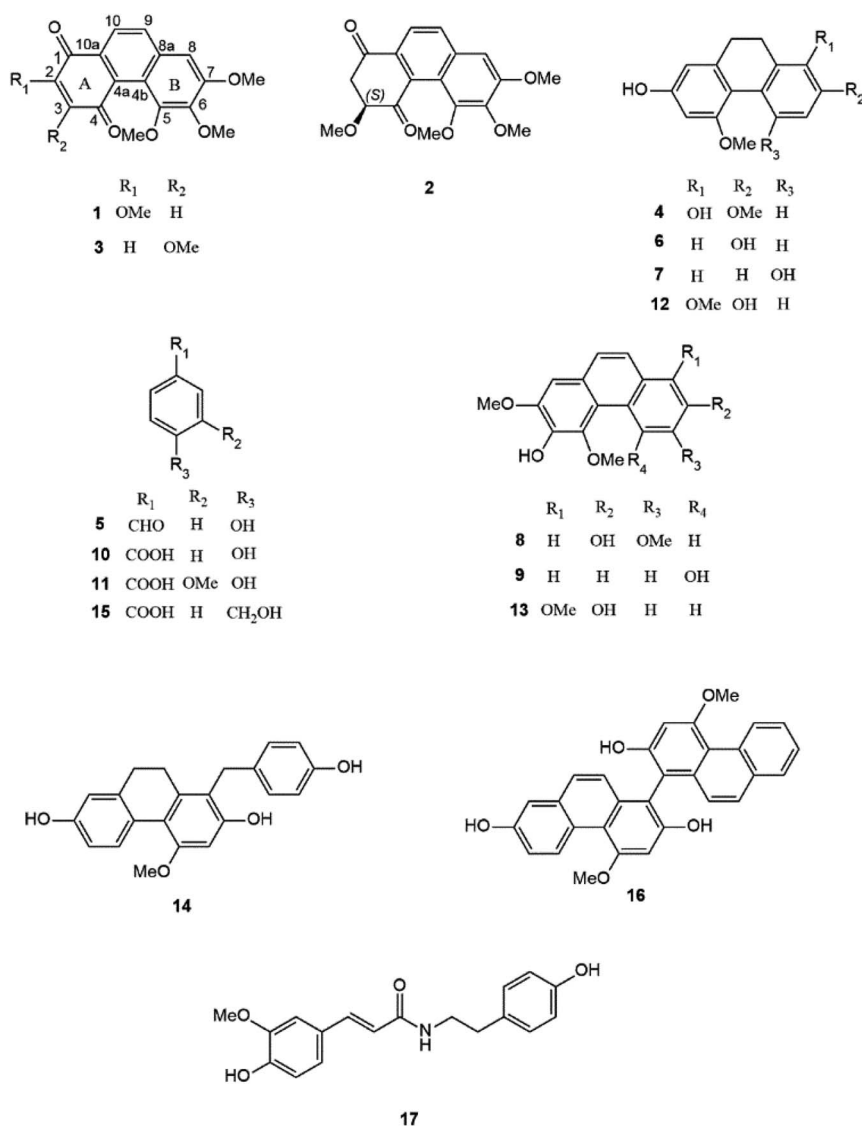 O
10
9
1
10a
8a
8
2
A
4a
4b
B
7
OMe
R1
3
4
5
6
O
MeO
OMe
R2
R1 R2
1 OMe H
3 H OMe
O
(S)
MeO
O
MeO
OMe
OMe
2
R1
HO
R2
OMe
R3
R1 R2 R3
4 OH OMe H
6 H OH H
7 H H OH
12 OMe OH H
R1
R2
R3
R1 R2 R3
5 CHO H OH
10 COOH H OH
11 COOH OMe OH
15 COOH H CH2OH
R1
MeO
R2
HO
OMe
R4
R3
R1 R2 R3 R4
8 H OH OMe H
9 H H H OH
13 OMe OH H H
OH
HO
OH
MeO
14
OMe
HO
HO
OH
MeO
16
OH
MeO
O
N
H
HO
17